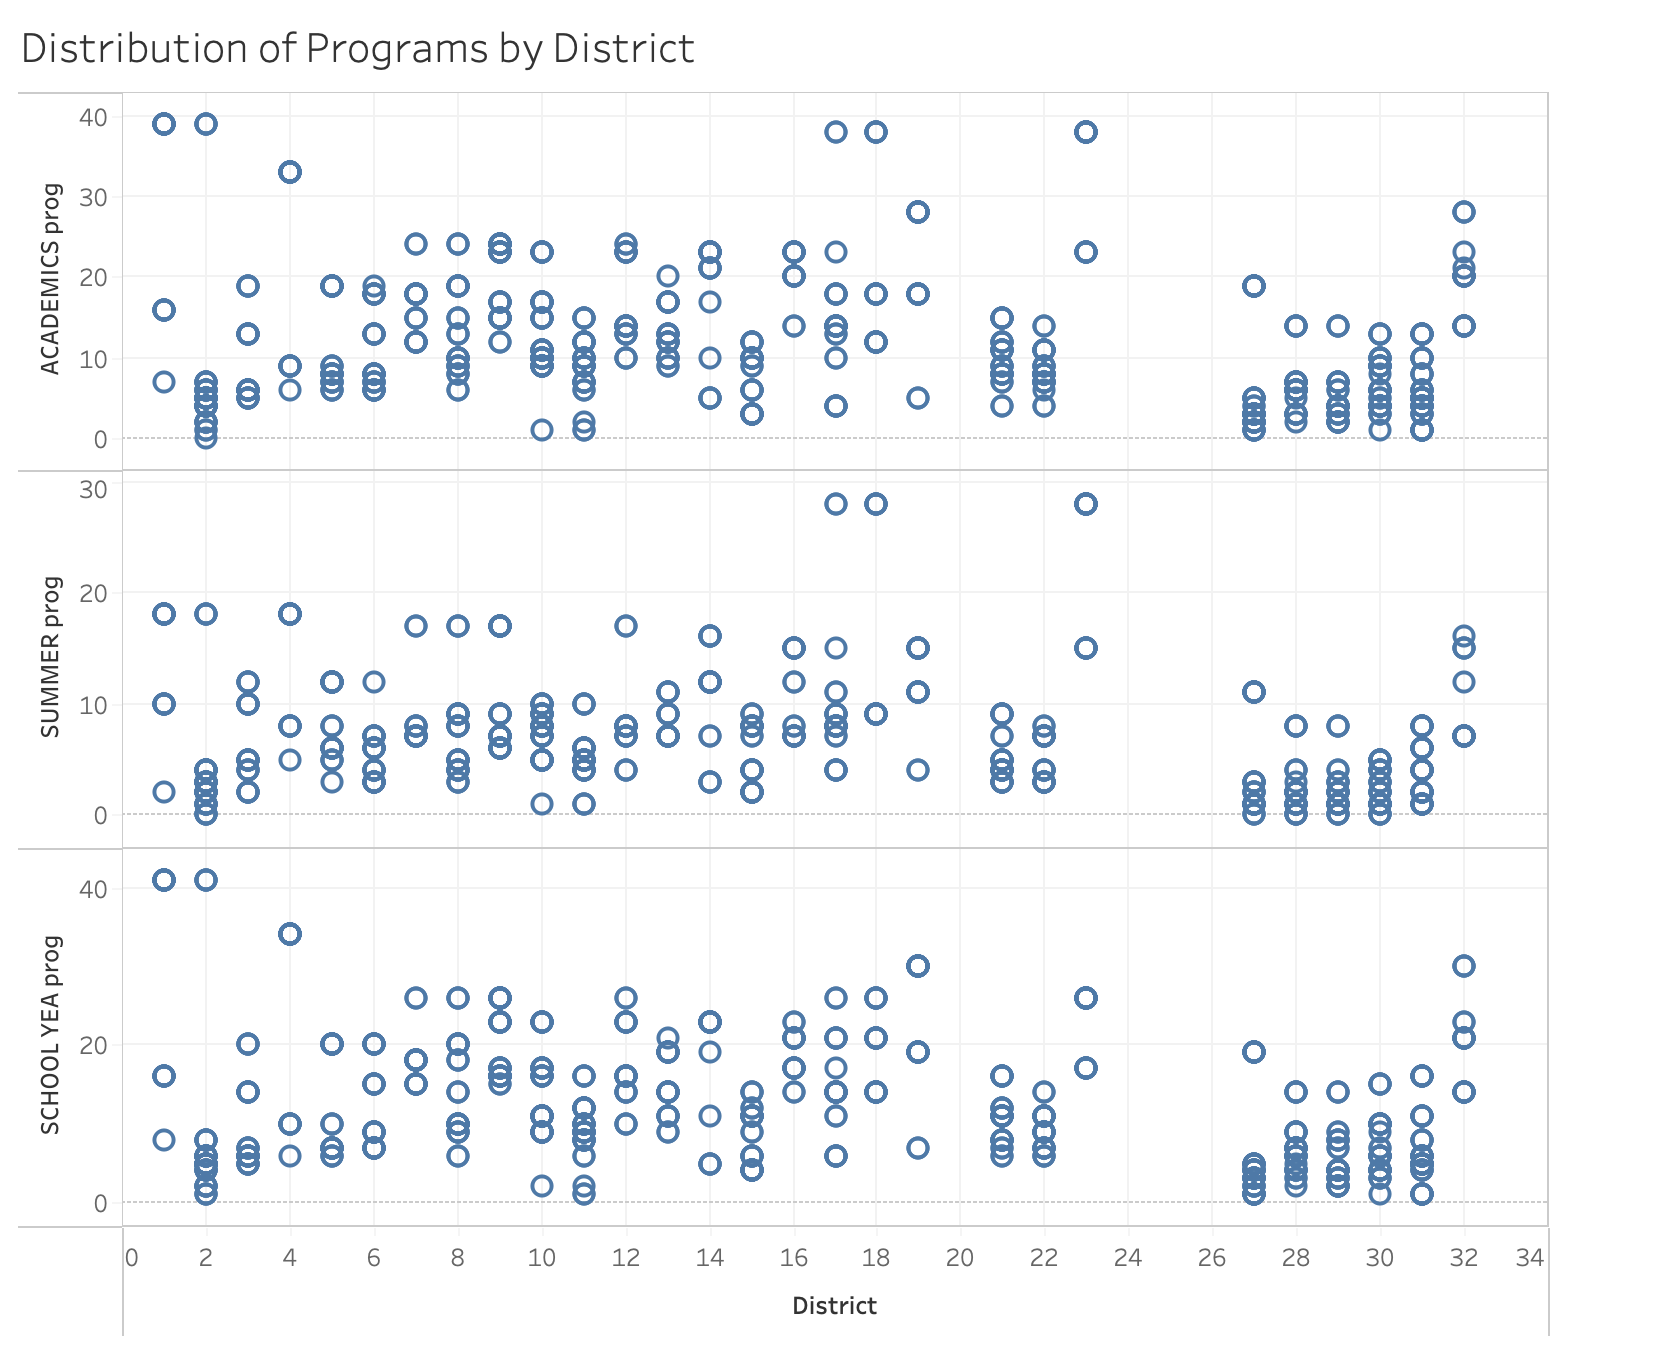 Distribution of Programs by District
40
30
20
10
0
ACADEMICS prog
30
20
10
0
SUMMER prog
40
20
0
SCHOOL YEA prog
0 2 4 6 8 10 12 14 16 18 20 22 24 26 28 30 32 34
District